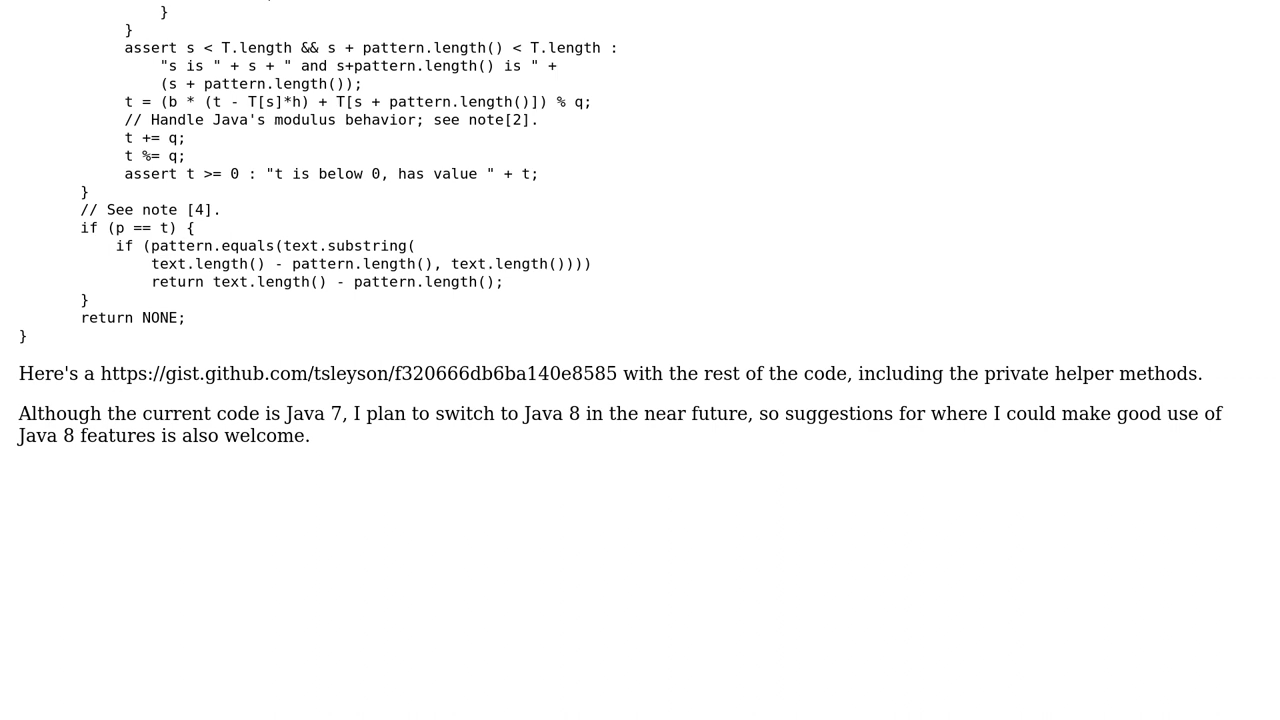 }
}
assert s < T.length && s + pattern.length() < T.length :
"s is " + s + " and s+pattern.length() is " +
(s + pattern.length());
t = (b * (t - T[s]*h) + T[s + pattern.length()]) % q;
// Handle Java's modulus behavior; see note[2].
t += q;
t %= q;
assert t >= 0 : "t is below 0, has value " + t;
}
// See note [4].
if (p == t) {
if (pattern.equals(text.substring(
text.length() - pattern.length(), text.length())))
return text.length() - pattern.length();
}
return NONE;
}
Here's a https://gist.github.com/tsleyson/f320666db6ba140e8585 with the rest of the code, including the private helper methods.
Although the current code is Java 7, I plan to switch to Java 8 in the near future, so suggestions for where I could make good use of
Java 8 features is also welcome.